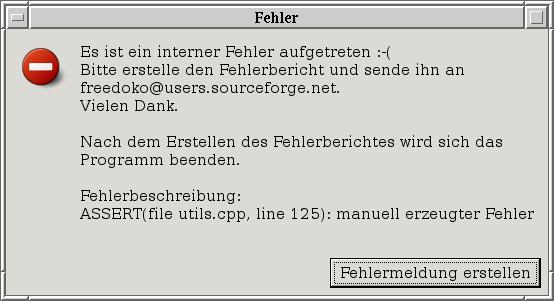 Fehler
Es ist ein interner Fehler aufgetreten :-(
Bitte erstelle den Fehlerbericht und sende ihn an
freedoko@users.sourceforge.net.
Vielen Dank.
Nach dem Erstellen des Fehlerberichtes wird sich das
Programm beenden.
Fehlerbeschreibung:
ASSERT(file utils.cpp, line 125): manuell erzeugter Fehler
Fehlermeldung erstellen